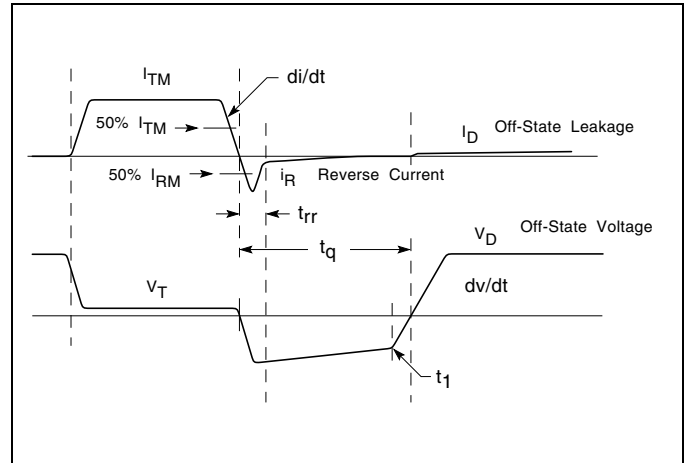 I_TM
di/dt
50% I_TM
I_D Off-State Leakage
50% I_RM
i_R Reverse Current
t_rr
t_q
V_D Off-State Voltage
V_T
dv/dt
t_1